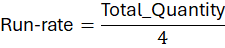 Run-rate = Total_Quantity / 4